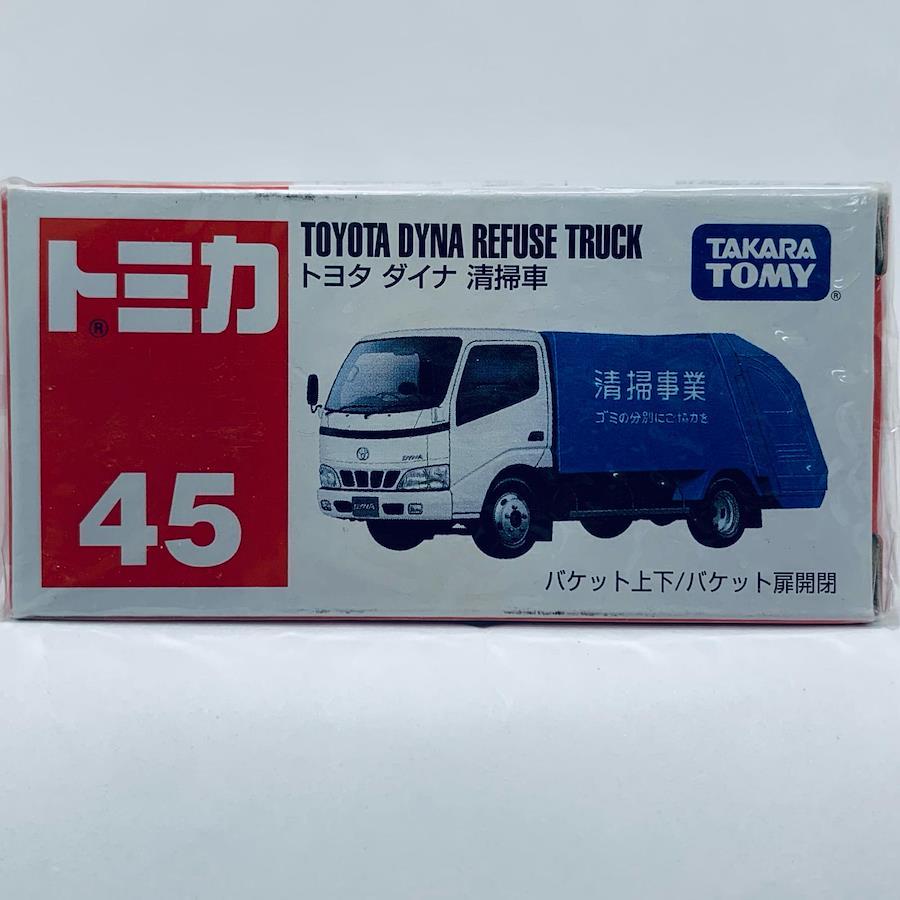 トミカ®
45
TOYOTA DYNA REFUSE TRUCK
トヨタ ダイナ 清掃車
TAKARA
TOMY®
清掃事業
ゴミの分別にご協力を
DYNA
DYNA
バケット上下/バケット扉開閉